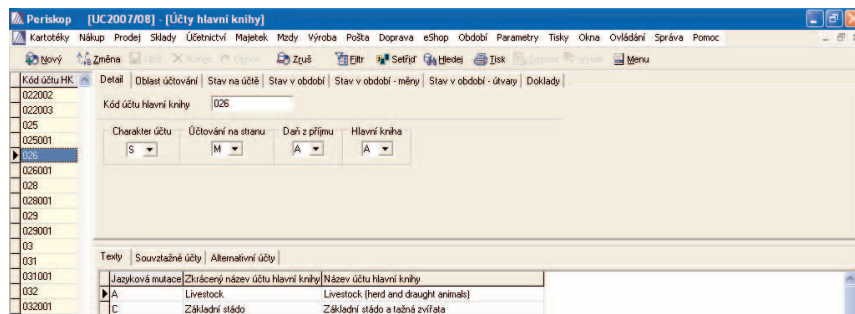 Periskop [UC2007/08] - [Účty hlavní knihy]
Kartotéky Nákup Prodej Sklady Účetnictví Majetek Mzdy Výroba Pošta Doprava eShop Období Parametry Tisky Okna Ovládání Správa Pomoc
Nový Změna Ulož Konec Zruš Filtr Setřiď Hledej Tisk Seznam Výběr Menu
Kód účtu HK
Detail Oblast účtování Stav na účtě Stav v období Stav v období - měny Stav v období - útvary Doklady
022002
022003
025
025001
026
026001
028
028001
029
029001
03
031
031001
032
032001
Kód účtu hlavní knihy 026
Charakter účtu Účtování na stranu Daň z příjmu Hlavní kniha
S M A A
Texty Souvztažné účty Alternativní účty
Jazyková mutace Zkrácený název účtu hlavní knihy Název účtu hlavní knihy
A Livestock Livestock (herd and draught animals)
C Základní stádo Základní stádo a tažná zvířata